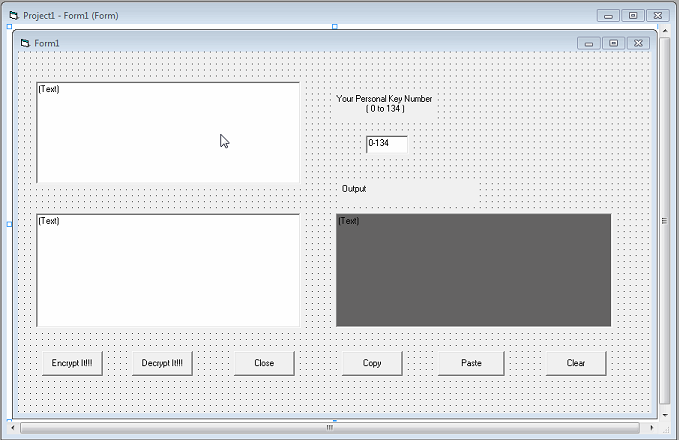 Project1 - Form1 (Form)
Form1
{Text}
Your Personal Key Number
( 0 to 134 )
0-134
Output
{Text}
{Text}
Encrypt It!!!
Decrypt It!!!
Close
Copy
Paste
Clear